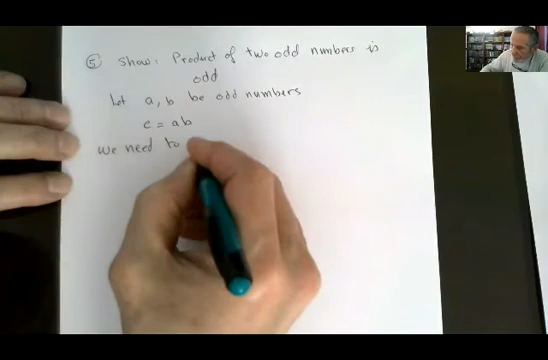 ⑤ Show: Product of two odd numbers is
odd
Let a, b be odd numbers
c = ab
We need to